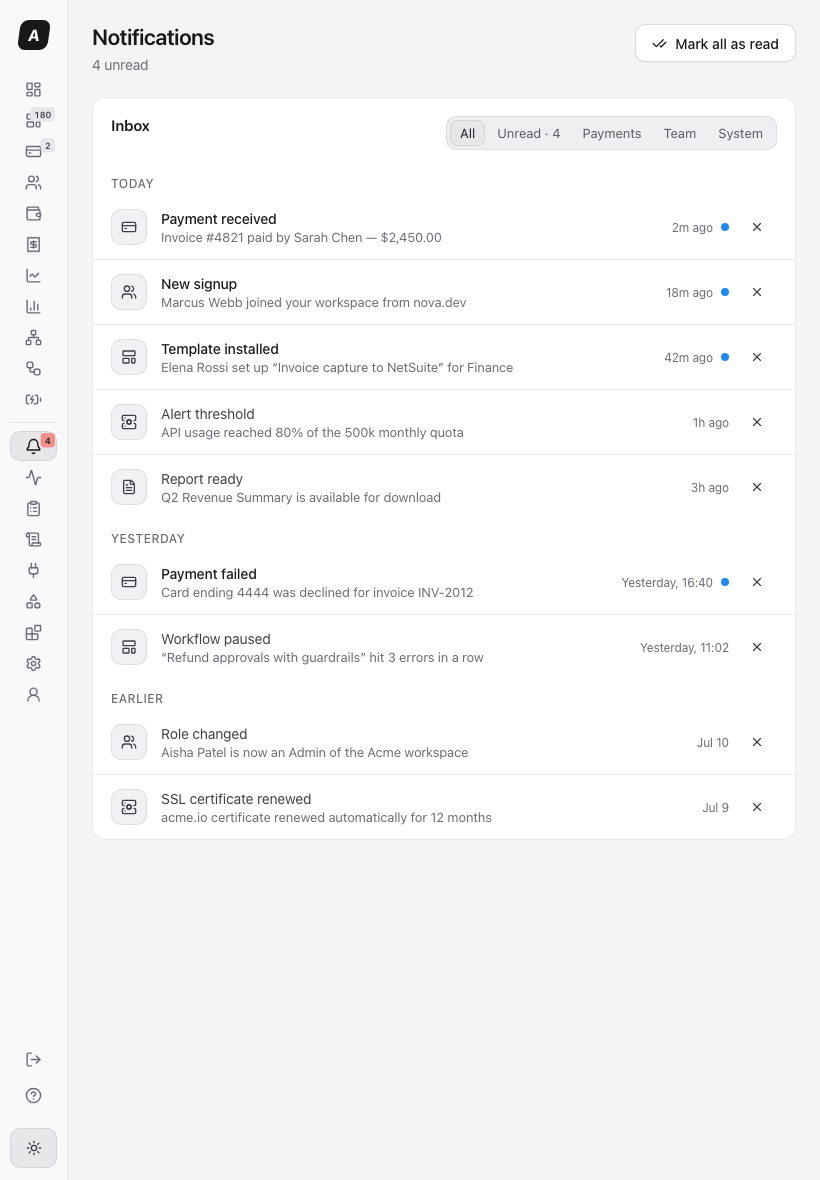 A
180
2
4
Notifications
4 unread
Mark all as read
Inbox
All
Unread · 4
Payments
Team
System
TODAY
Payment received
Invoice #4821 paid by Sarah Chen — $2,450.00
2m ago
New signup
Marcus Webb joined your workspace from nova.dev
18m ago
Template installed
Elena Rossi set up “Invoice capture to NetSuite” for Finance
42m ago
Alert threshold
API usage reached 80% of the 500k monthly quota
1h ago
Report ready
Q2 Revenue Summary is available for download
3h ago
YESTERDAY
Payment failed
Card ending 4444 was declined for invoice INV-2012
Yesterday, 16:40
Workflow paused
“Refund approvals with guardrails” hit 3 errors in a row
Yesterday, 11:02
EARLIER
Role changed
Aisha Patel is now an Admin of the Acme workspace
Jul 10
SSL certificate renewed
acme.io certificate renewed automatically for 12 months
Jul 9